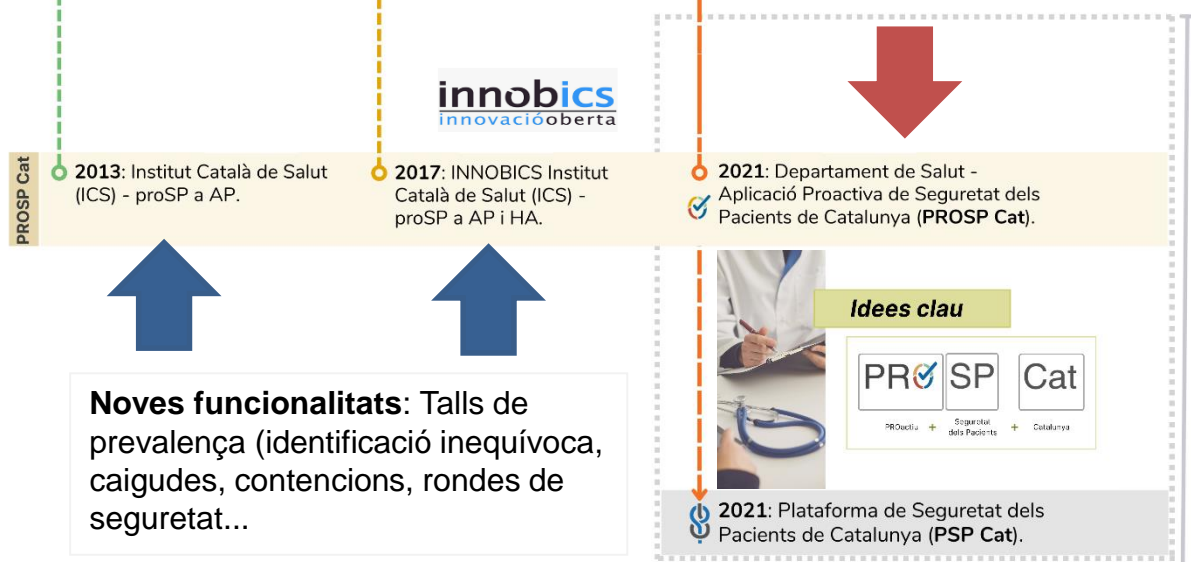 innobics
innovacióoberta
PROSP Cat
2013: Institut Català de Salut
(ICS) - proSP a AP.
2017: INNOBICS Institut
Català de Salut (ICS) -
proSP a AP i HA.
2021: Departament de Salut -
Aplicació Proactiva de Seguretat dels
Pacients de Catalunya (PROSP Cat).
Idees clau
PRO SP Cat
PROactiu + Seguretat dels Pacients + Catalunya
Noves funcionalitats: Talls de
prevalença (identificació inequívoca,
caigudes, contencions, rondes de
seguretat...
2021: Plataforma de Seguretat dels
Pacients de Catalunya (PSP Cat).